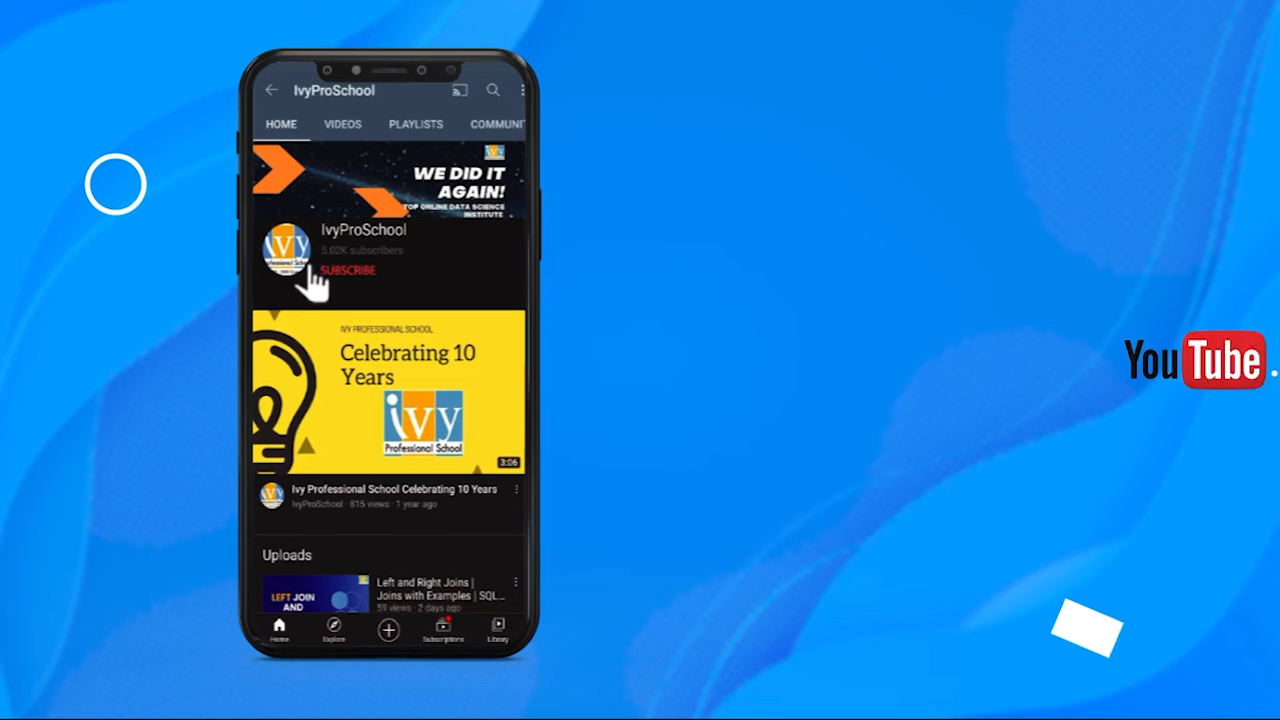 IvyProSchool
HOME VIDEOS PLAYLISTS COMMUNI
ivy
WE DID IT
AGAIN!
TOP ONLINE DATA SCIENCE
INSTITUTE
IvyProSchool
5.02K subscribers
SUBSCRIBE
ivy
IVY PROFESSIONAL SCHOOL
Celebrating 10
Years
ivy
Professional School
3:06
Ivy Professional School Celebrating 10 Years
IvyProSchool · 815 views · 1 year ago
Uploads
LEFT JOIN
AND
Left and Right Joins |
Joins with Examples | SQL...
59 views · 2 days ago
Home Explore Subscriptions Library
YouTube .